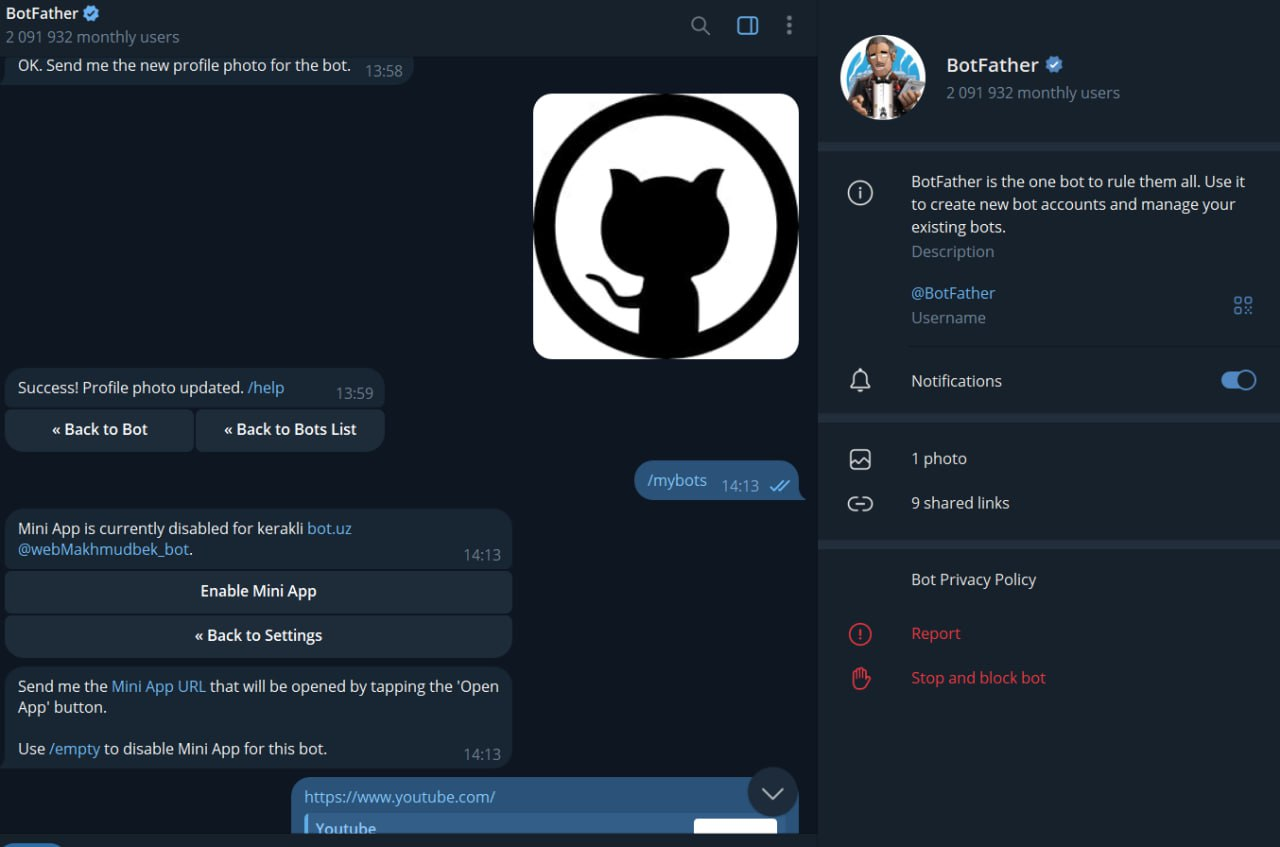 BotFather
2 091 932 monthly users
OK. Send me the new profile photo for the bot. 13:58
Success! Profile photo updated. /help 13:59
« Back to Bot
« Back to Bots List
/mybots 14:13
Mini App is currently disabled for kerakli bot.uz
@webMakhmudbek_bot. 14:13
Enable Mini App
« Back to Settings
Send me the Mini App URL that will be opened by tapping the 'Open
App' button.
Use /empty to disable Mini App for this bot. 14:13
https://www.youtube.com/
Youtube
BotFather
2 091 932 monthly users
BotFather is the one bot to rule them all. Use it
to create new bot accounts and manage your
existing bots.
Description
@BotFather
Username
Notifications
1 photo
9 shared links
Bot Privacy Policy
Report
Stop and block bot